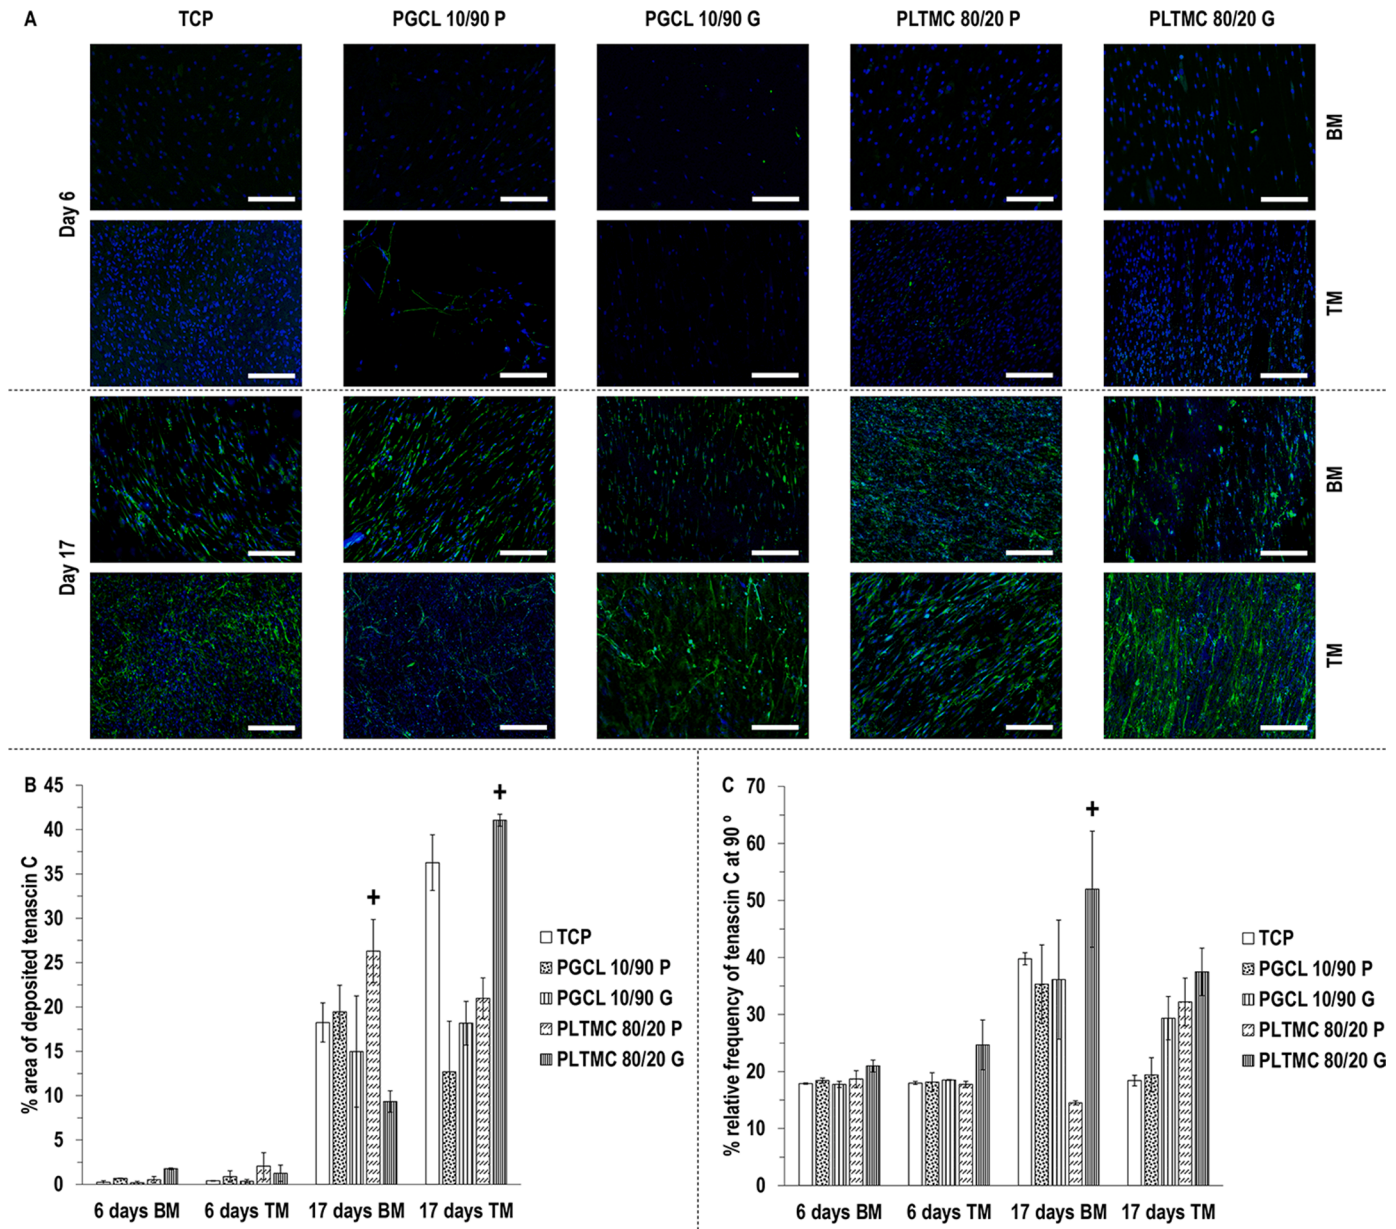 A
TCP
PGCL 10/90 P
PGCL 10/90 G
PLTMC 80/20 P
PLTMC 80/20 G
Day 6
BM
TM
Day 17
BM
TM
B
% area of deposited tenascin C
45
40
35
30
25
20
15
10
5
0
+
+
6 days BM
6 days TM
17 days BM
17 days TM
TCP
PGCL 10/90 P
PGCL 10/90 G
PLTMC 80/20 P
PLTMC 80/20 G
C
% relative frequency of tenascin C at 90 º
70
60
50
40
30
20
10
0
+
6 days BM
6 days TM
17 days BM
17 days TM
TCP
PGCL 10/90 P
PGCL 10/90 G
PLTMC 80/20 P
PLTMC 80/20 G